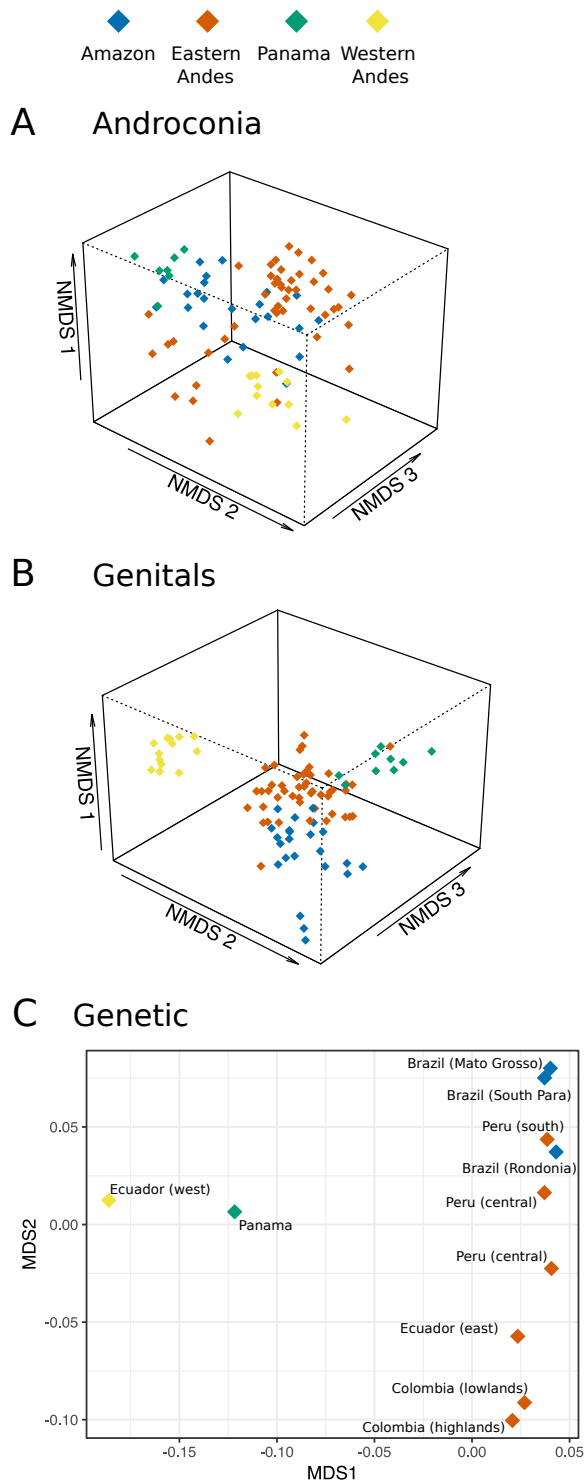 Amazon Eastern Andes Panama Western Andes
A Androconia
NMDS 1
NMDS 2
NMDS 3
B Genitals
NMDS 1
NMDS 2
NMDS 3
C Genetic
Brazil (Mato Grosso)
Brazil (South Para)
Peru (south)
Brazil (Rondonia)
Ecuador (west)
Peru (central)
Panama
Peru (central)
Ecuador (east)
Colombia (lowlands)
Colombia (highlands)
MDS2
0.05
0.00
-0.05
-0.10
-0.15 -0.10 -0.05 0.00 0.05
MDS1